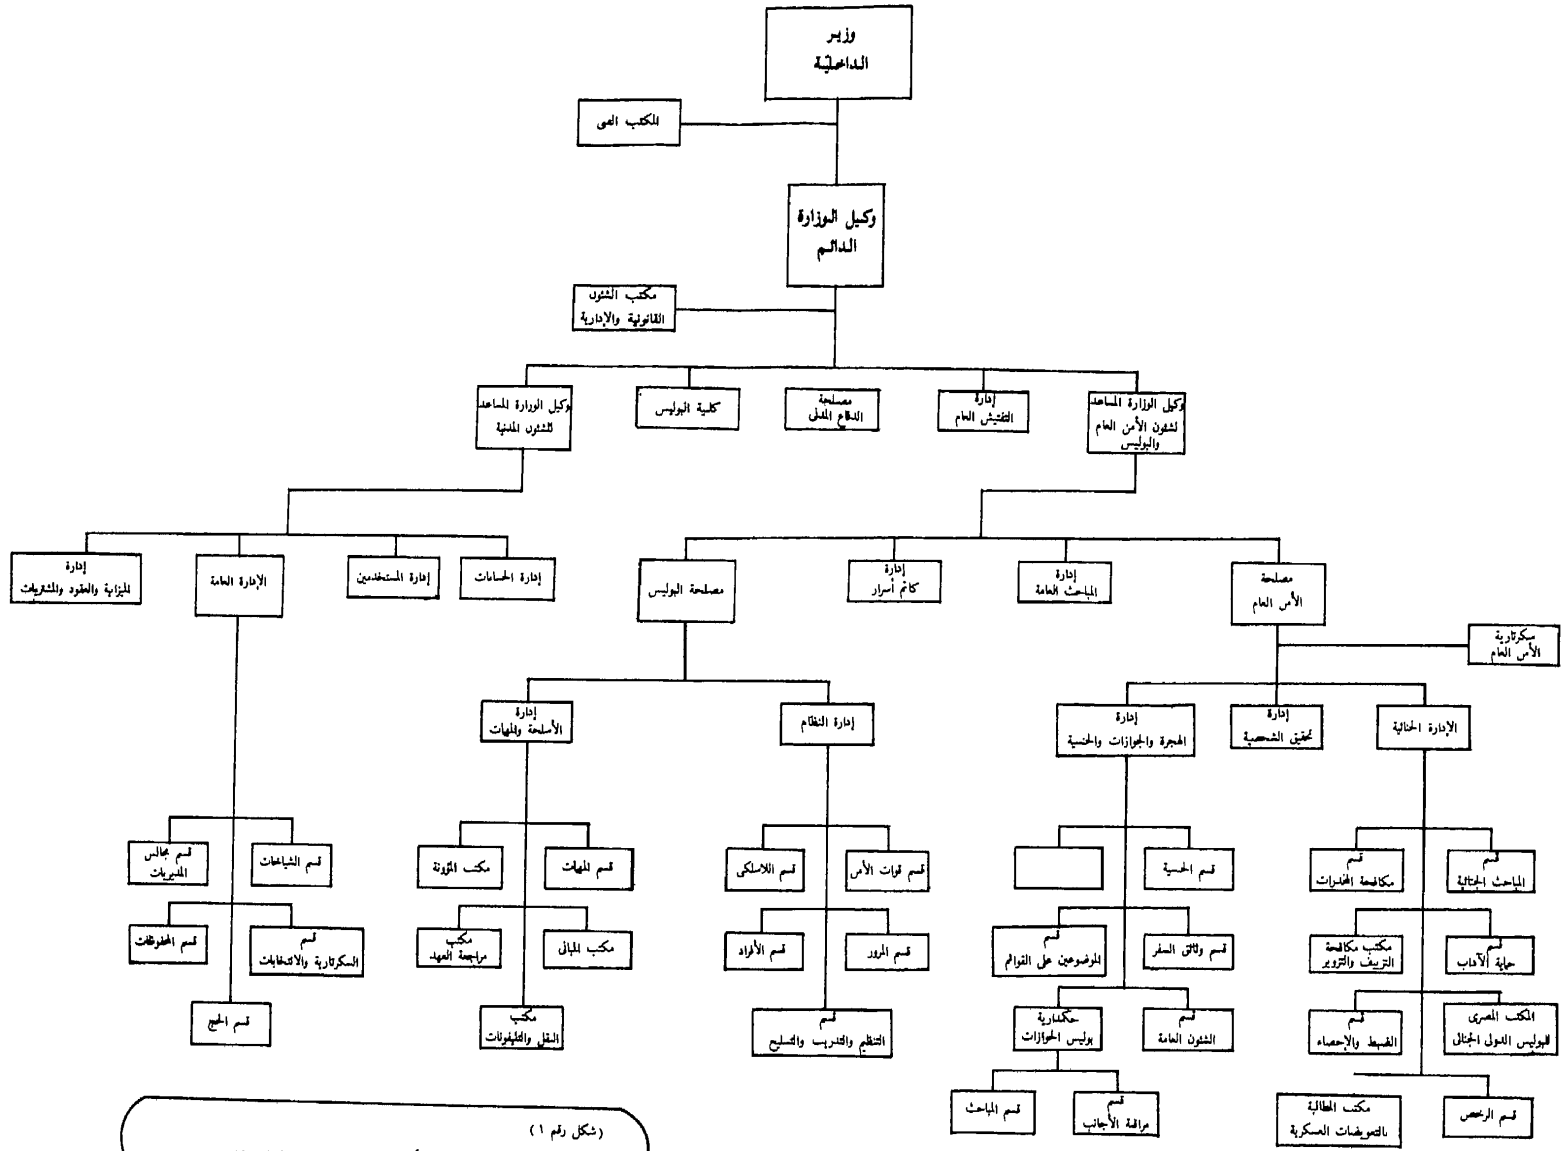 وزير
الداخلية
المكتب الفني
وكيل الوزارة
الدائم
مكتب الشئون
القانونية والإدارية
وكيل الوزارة المساعد
لشئون الأمن العام
والبوليس
إدارة
التفتيش العام
مصلحة
الدفاع المدني
كلية البوليس
وكيل الوزارة المساعد
للشئون المدنية
مصلحة
الأمن العام
إدارة
المباحث العامة
إدارة
كاتم أسرار
مصلحة البوليس
إدارة الحسابات
إدارة المستخدمين
الإدارة العامة
إدارة
الميزانية والعقود والمشتريات
سكرتارية
الأمن العام
الإدارة الجنائية
إدارة
تحقيق الشخصية
إدارة
الهجرة والجوازات والجنسية
إدارة النظام
إدارة
الأسلحة والمهمات
قسم
المباحث الجنائية
قسم
مكافحة المخدرات
قسم الجنسية
قسم قوات الأمن
قسم اللاسلكى
قسم المهمات
مكتب المؤونة
قسم الشياخات
قسم مجالس
المديريات
قسم
حماية الآداب
مكتب مكافحة
التزييف والتزوير
قسم وثائق السفر
قسم
الموضوعين على القوائم
قسم المرور
قسم الأفراد
مكتب المبانى
مكتب
مراجعة العهد
قسم
السكرتارية والانتخابات
قسم المحفوظات
المكتب المصرى
للبوليس الدولى الجنائى
قسم
الضبط والإحصاء
قسم
الشئون العامة
حكمدارية
بوليس الجوازات
قسم
التنظيم والتدريب والتسليح
مكتب
النقل والتليفونات
قسم الحج
قسم الرخص
مكتب المطالبة
بالتعويضات العسكرية
قسم
مراقبة الأجانب
قسم المباحث
(شكل رقم ١)